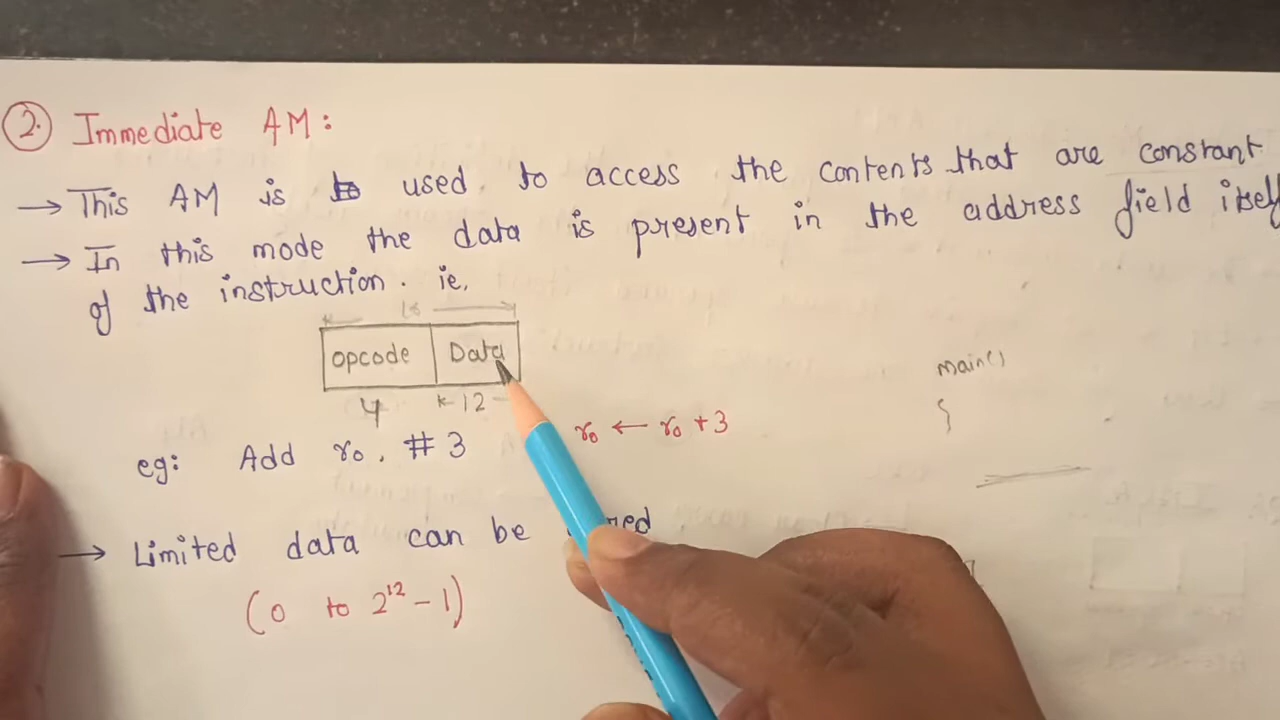 2. Immediate AM:
→ This AM is used to access the contents that are constant
→ In this mode the data is present in the address field itself
of the instruction. ie,
opcode Data
4 12
eg: Add r0, #3 r0 ← r0 + 3
main()
{
→ Limited data can be
(0 to 2¹² - 1)